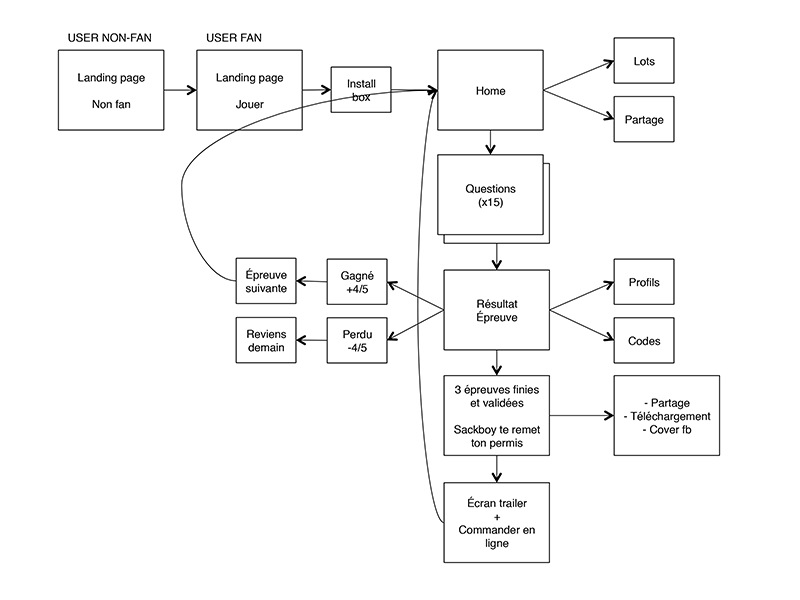 USER NON-FAN
USER FAN
Landing page
Non fan
Landing page
Jouer
Install
box
Home
Lots
Partage
Questions
(x15)
Épreuve
suivante
Gagné
+4/5
Résultat
Épreuve
Profils
Reviens
demain
Perdu
-4/5
Codes
3 épreuves finies
et validées
Sackboy te remet
ton permis
- Partage
- Téléchargement
- Cover fb
Écran trailer
+
Commander en
ligne